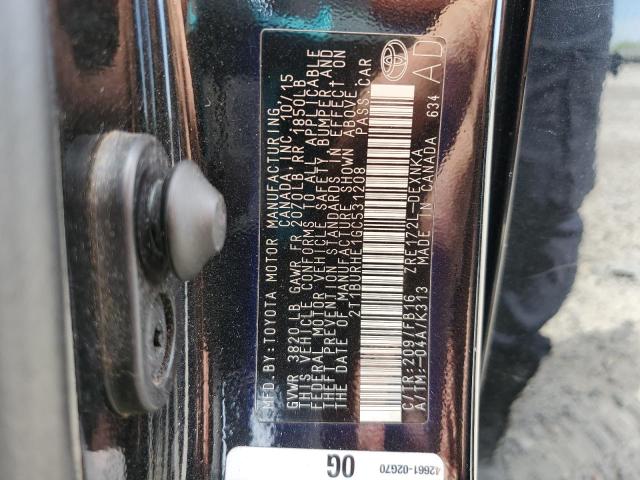 MFD.BY:TOYOTA MOTOR MANUFACTURING
CANADA,INC. 10/15
GVWR 3820 LB GAWR FR 2070LB RR 1850LB
THIS VEHICLE CONFORMS TO ALL APPLICABLE
FEDERAL MOTOR VEHICLE SAFETY, BUMPER, AND
THEFT PREVENTION STANDARDS IN EFFECT ON
THE DATE OF MANUFACTURE SHOWN ABOVE.
2T1BURHE1GC531208 PASS.CAR
C/TR:209/FB16 ZRE172L-DEANKA
A/TM:-04A/K313 MADE IN CANADA 634
AD
0G
42661-02G70